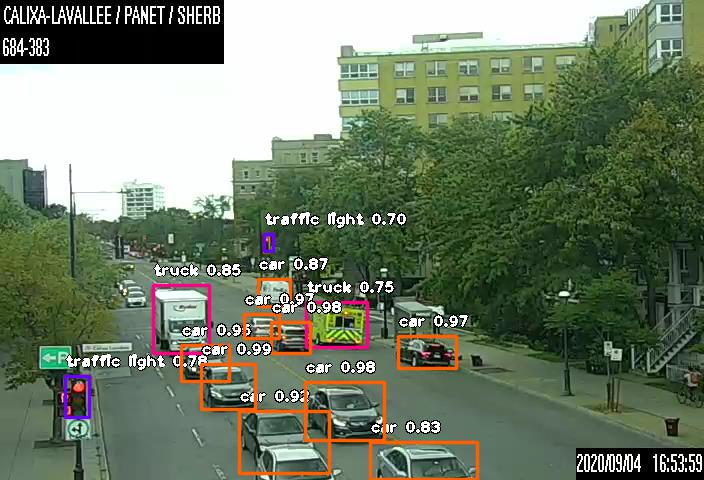 CALIXA-LAVALLEE / PANET / SHERB
684-383
traffic light 0.70
car 0.87
truck 0.85
truck 0.75
car 0.97
car 0.98
car 0.97
car 0.95
car 0.99
traffic light 0.78
car 0.98
car 0.92
car 0.83
P
2020/09/04 16:53:59